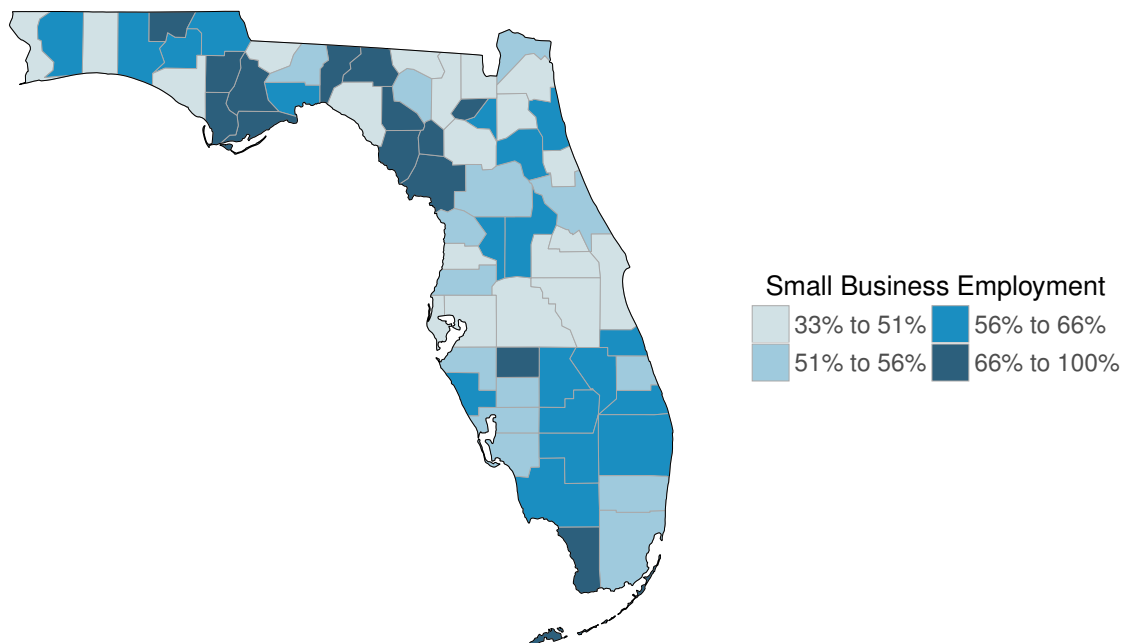 Small Business Employment
33% to 51% 56% to 66%
51% to 56% 66% to 100%